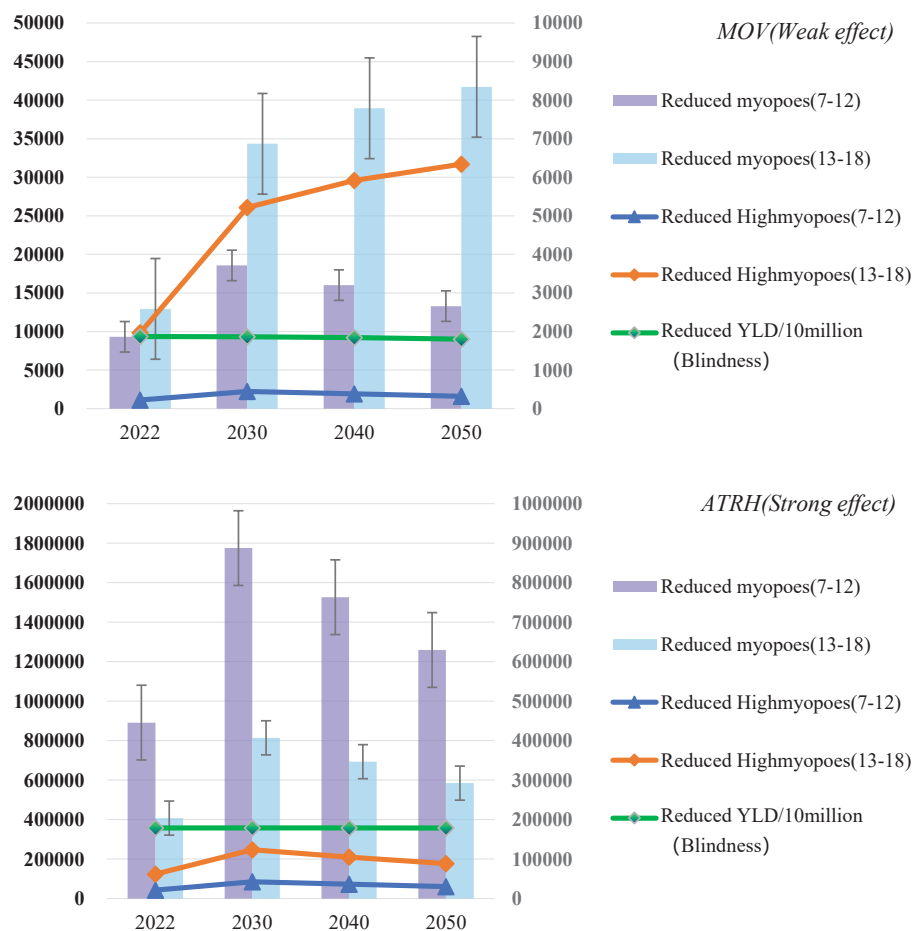 MOV(Weak effect)
50000
45000
40000
35000
30000
25000
20000
15000
10000
5000
0
10000
9000
8000
7000
6000
5000
4000
3000
2000
1000
0
2022 2030 2040 2050
Reduced myopoes(7-12)
Reduced myopoes(13-18)
Reduced Highmyopoes(7-12)
Reduced Highmyopoes(13-18)
Reduced YLD/10million
(Blindness)
ATRH(Strong effect)
2000000
1800000
1600000
1400000
1200000
1000000
800000
600000
400000
200000
0
1000000
900000
800000
700000
600000
500000
400000
300000
200000
100000
0
2022 2030 2040 2050
Reduced myopoes(7-12)
Reduced myopoes(13-18)
Reduced Highmyopoes(7-12)
Reduced Highmyopoes(13-18)
Reduced YLD/10million
(Blindness)